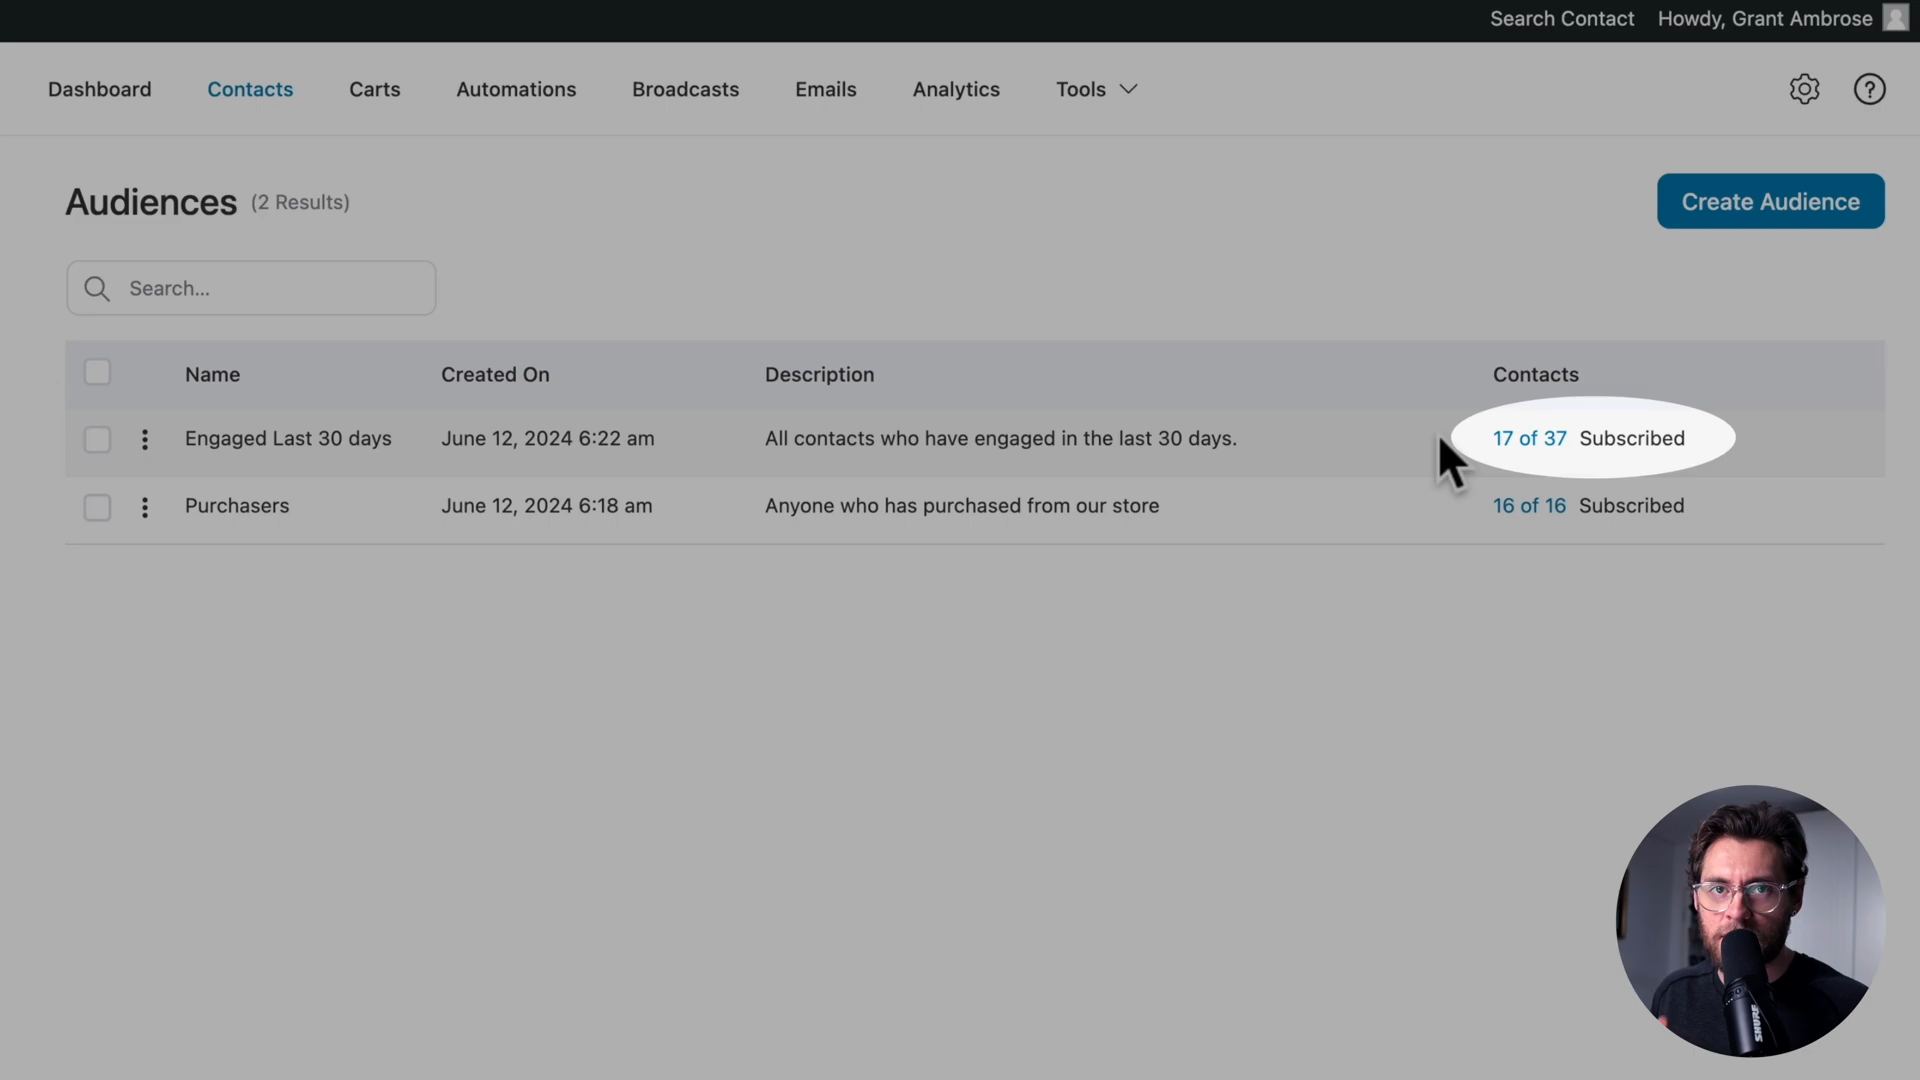 Search Contact Howdy, Grant Ambrose
Dashboard Contacts Carts Automations Broadcasts Emails Analytics Tools
Audiences (2 Results)
Create Audience
Search...
Name Created On Description Contacts
Engaged Last 30 days June 12, 2024 6:22 am All contacts who have engaged in the last 30 days. 17 of 37 Subscribed
Purchasers June 12, 2024 6:18 am Anyone who has purchased from our store 16 of 16 Subscribed
SHURE